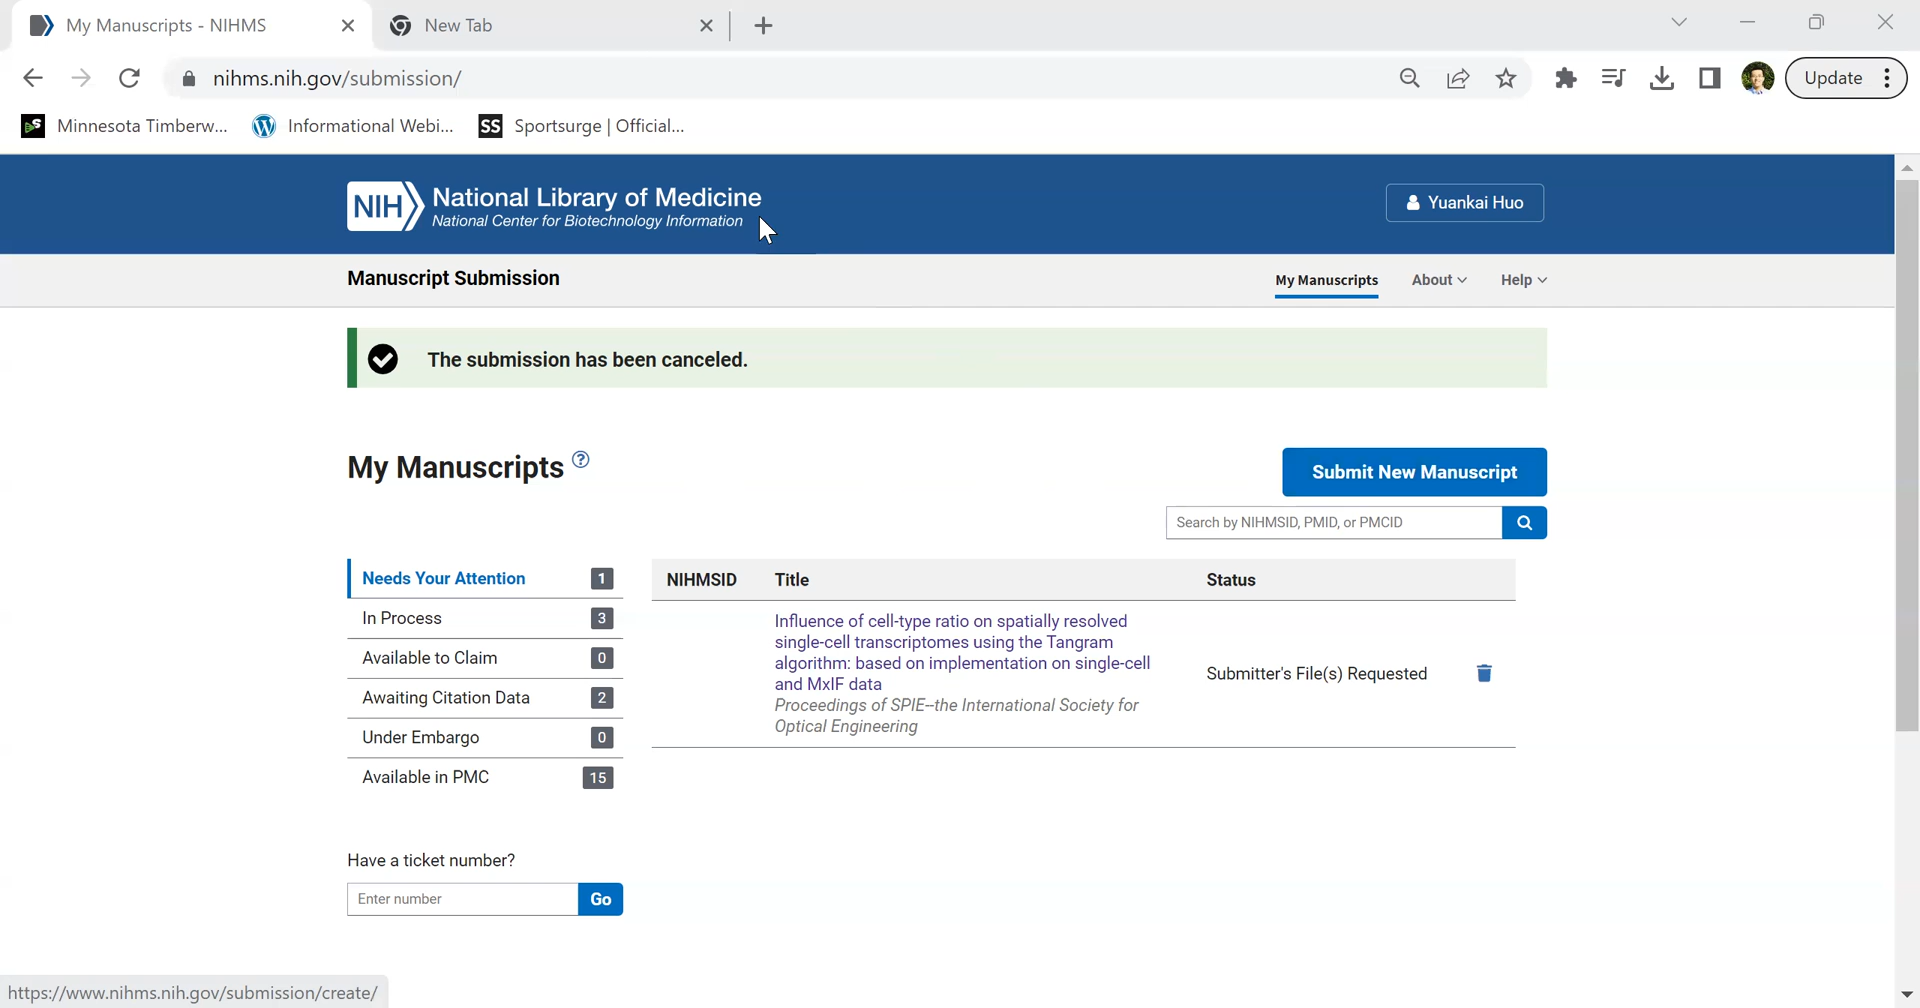 My Manuscripts - NIHMS
New Tab
nihms.nih.gov/submission/
Update
Minnesota Timberw...
Informational Webi...
SS Sportsurge | Official...
NIH National Library of Medicine
National Center for Biotechnology Information
Yuankai Huo
Manuscript Submission
My Manuscripts
About
Help
The submission has been canceled.
My Manuscripts ?
Submit New Manuscript
Search by NIHMSID, PMID, or PMCID
Needs Your Attention 1
In Process 3
Available to Claim 0
Awaiting Citation Data 2
Under Embargo 0
Available in PMC 15
NIHMSID Title Status
Influence of cell-type ratio on spatially resolved
single-cell transcriptomes using the Tangram
algorithm: based on implementation on single-cell
and MxIF data
Proceedings of SPIE--the International Society for
Optical Engineering
Submitter's File(s) Requested
Have a ticket number?
Enter number
Go
https://www.nihms.nih.gov/submission/create/